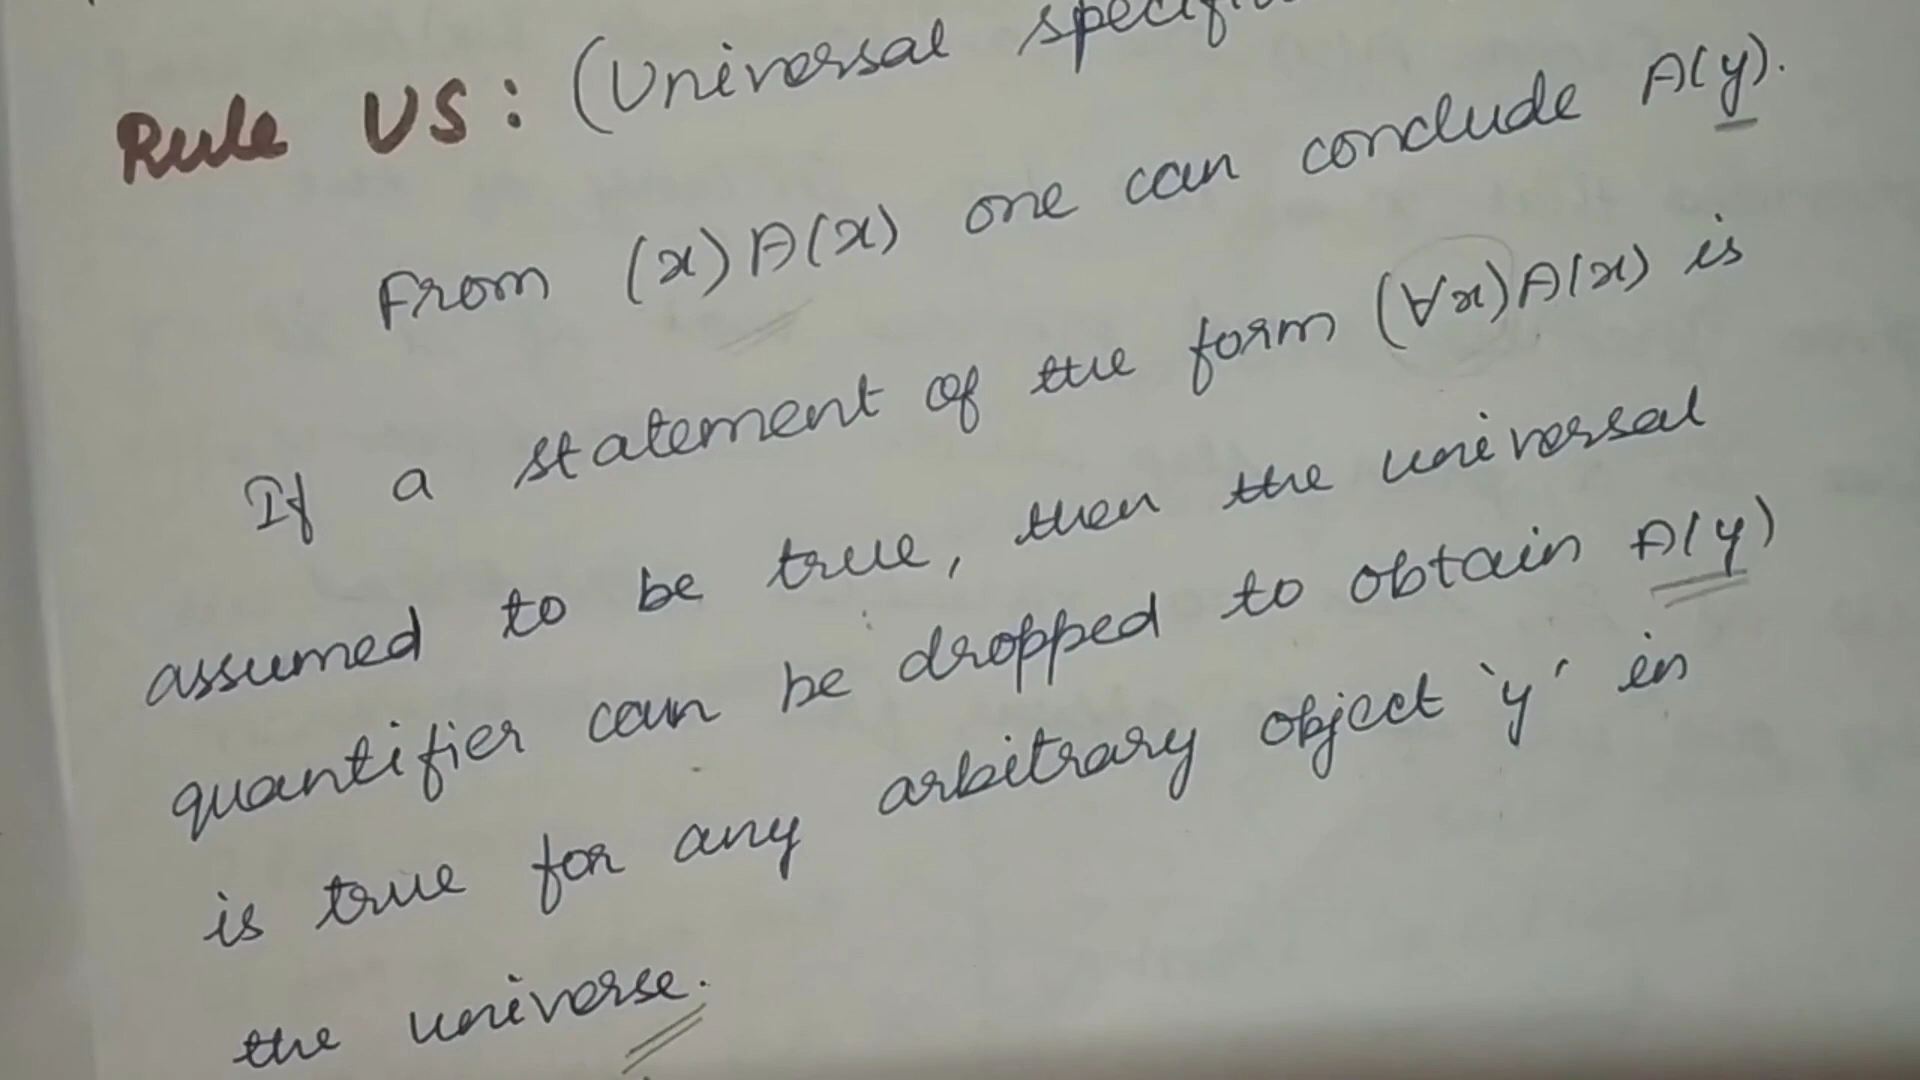 Rule US: (Universal
From (x)A(x) one can conclude A(y).
If a statement of the form (∀x)A(x) is
assumed to be true, then the universal
quantifier can be dropped to obtain A(y)
is true for any arbitrary object 'y' in
the universe.